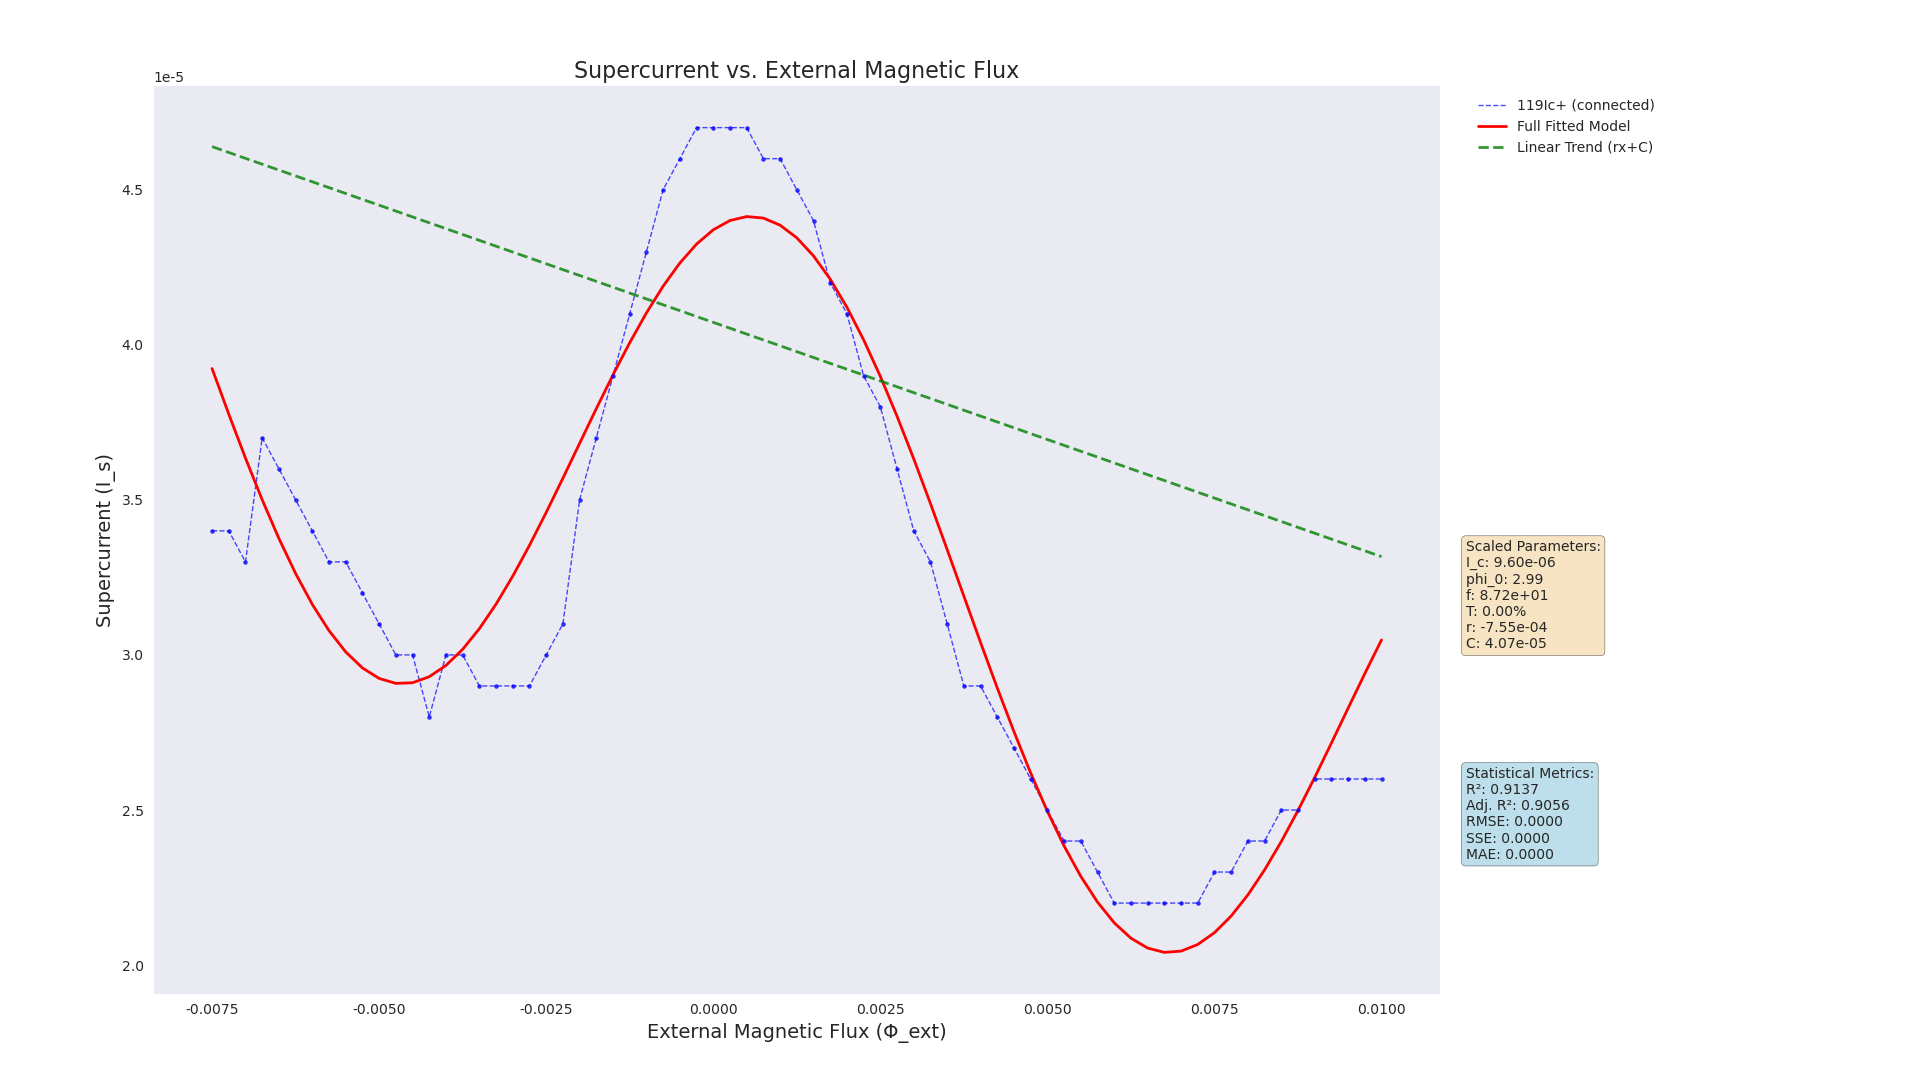 Supercurrent vs. External Magnetic Flux
1e-5
4.5
4.0
3.5
3.0
2.5
2.0
Supercurrent (I_s)
-0.0075 -0.0050 -0.0025 0.0000 0.0025 0.0050 0.0075 0.0100
External Magnetic Flux (Φ_ext)
119Ic+ (connected)
Full Fitted Model
Linear Trend (rx+C)
Scaled Parameters:
I_c: 9.60e-06
phi_0: 2.99
f: 8.72e+01
T: 0.00%
r: -7.55e-04
C: 4.07e-05
Statistical Metrics:
R²: 0.9137
Adj. R²: 0.9056
RMSE: 0.0000
SSE: 0.0000
MAE: 0.0000